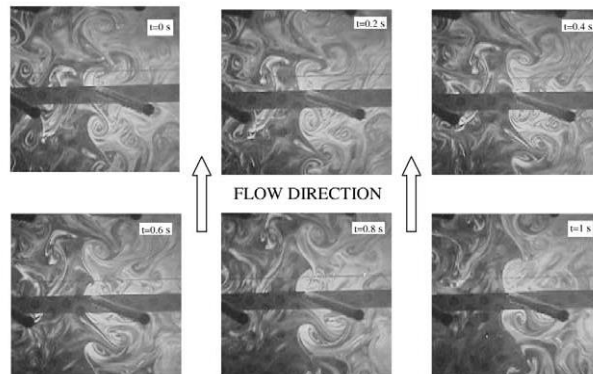 t=0 s
t=0.2 s
t=0.4 s
FLOW DIRECTION
t=0.6 s
t=0.8 s
t=1 s